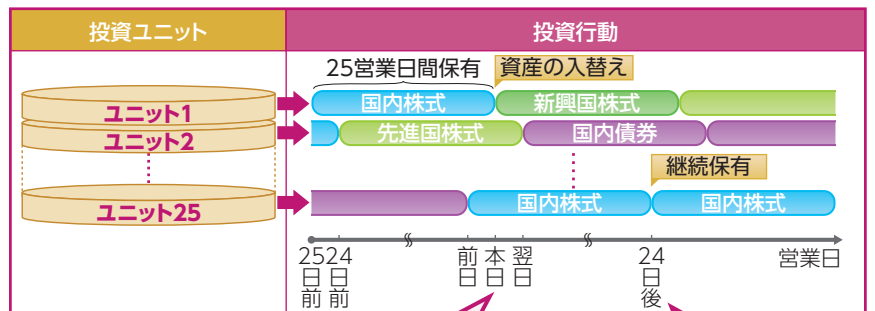 投資ユニット
投資行動
25営業日間保有
資産の入替え
ユニット1
国内株式
新興国株式
ユニット2
先進国株式
国内債券
継続保有
ユニット25
国内株式
国内株式
25日前
24日前
前日
本日
翌日
24日後
営業日